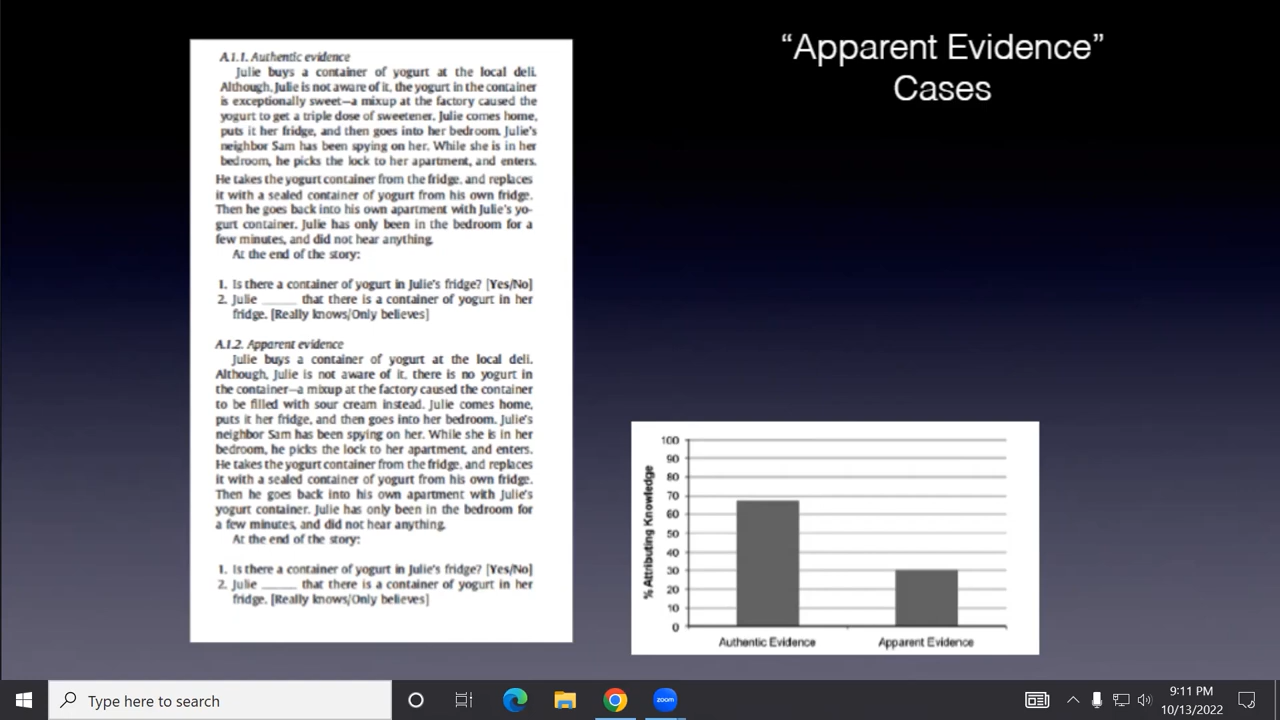 “Apparent Evidence”
Cases
A.1.1. Authentic evidence
Julie buys a container of yogurt at the local deli.
Although, Julie is not aware of it, the yogurt in the container
is exceptionally sweet—a mixup at the factory caused the
yogurt to get a triple dose of sweetener. Julie comes home,
puts it her fridge, and then goes into her bedroom. Julie's
neighbor Sam has been spying on her. While she is in her
bedroom, he picks the lock to her apartment, and enters.
He takes the yogurt container from the fridge, and replaces
it with a sealed container of yogurt from his own fridge.
Then he goes back into his own apartment with Julie's yo-
gurt container. Julie has only been in the bedroom for a
few minutes, and did not hear anything.
At the end of the story:
1. Is there a container of yogurt in Julie's fridge? [Yes/No]
2. Julie _____ that there is a container of yogurt in her
fridge. [Really knows/Only believes]
A.1.2. Apparent evidence
Julie buys a container of yogurt at the local deli.
Although, Julie is not aware of it, there is no yogurt in
the container—a mixup at the factory caused the container
to be filled with sour cream instead. Julie comes home,
puts it her fridge, and then goes into her bedroom. Julie's
neighbor Sam has been spying on her. While she is in her
bedroom, he picks the lock to her apartment, and enters.
He takes the yogurt container from the fridge, and replaces
it with a sealed container of yogurt from his own fridge.
Then he goes back into his own apartment with Julie's
yogurt container. Julie has only been in the bedroom for
a few minutes, and did not hear anything.
At the end of the story:
1. Is there a container of yogurt in Julie's fridge? [Yes/No]
2. Julie _____ that there is a container of yogurt in her
fridge. [Really knows/Only believes]
% Attributing Knowledge
100
90
80
70
60
50
40
30
20
10
0
Authentic Evidence
Apparent Evidence
Type here to search
zoom
9:11 PM
10/13/2022